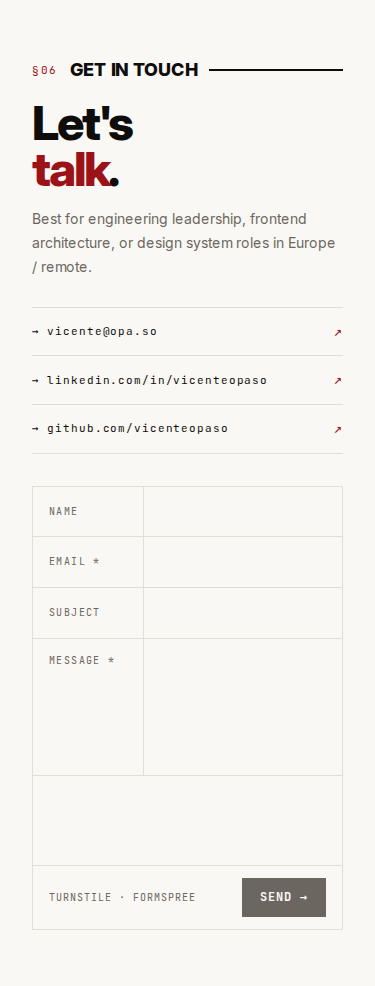 §06 GET IN TOUCH
Let's
talk.
Best for engineering leadership, frontend
architecture, or design system roles in Europe
/ remote.
→ vicente@opa.so ↗
→ linkedin.com/in/vicenteopaso ↗
→ github.com/vicenteopaso ↗
NAME
EMAIL *
SUBJECT
MESSAGE *
TURNSTILE · FORMSPREE SEND →